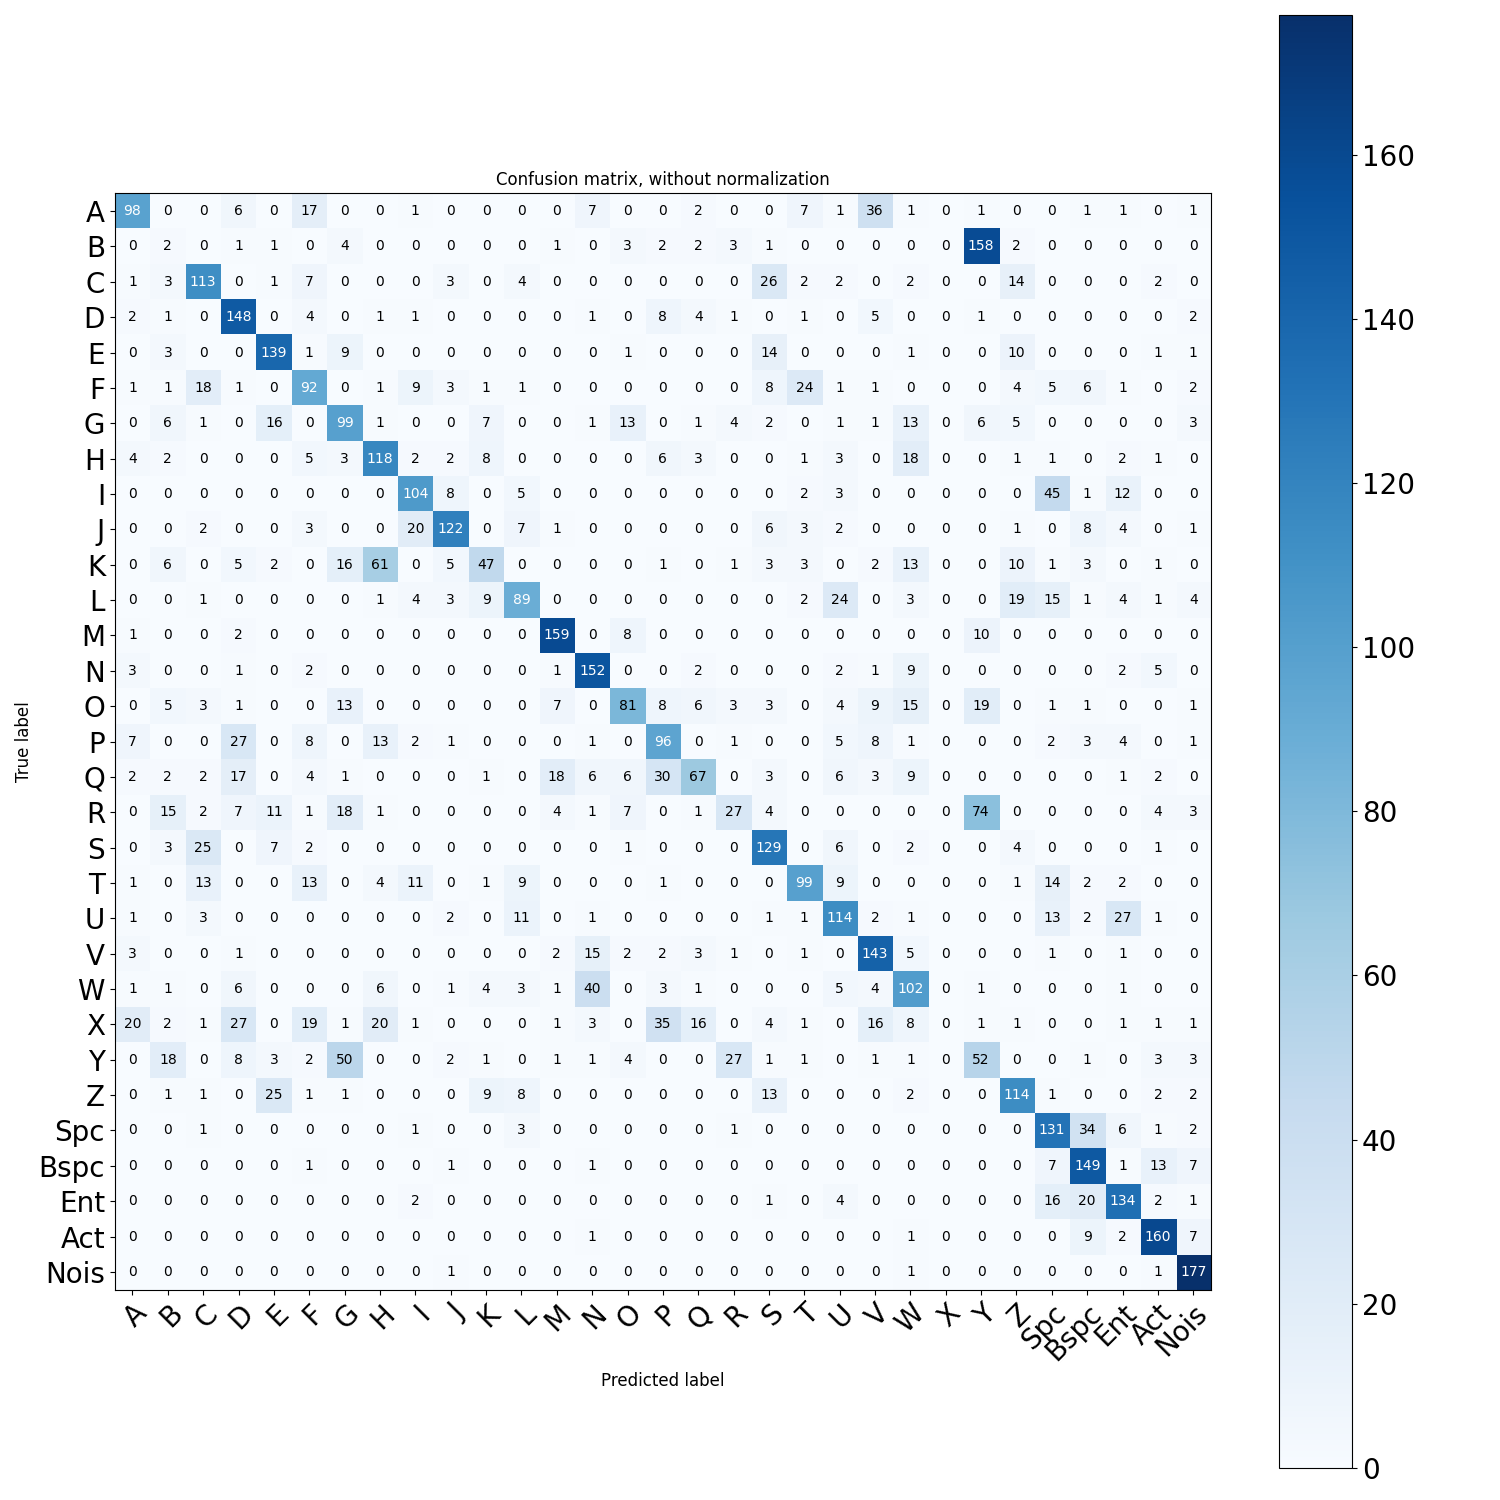 Confusion matrix, without normalization
A 98 0 0 6 0 17 0 0 1 0 0 0 0 7 0 0 2 0 0 7 1 36 1 0 1 0 0 1 1 0 1
B 0 2 0 1 1 0 4 0 0 0 0 0 1 0 3 2 2 3 1 0 0 0 0 0 158 2 0 0 0 0 0
C 1 3 113 0 1 7 0 0 0 3 0 4 0 0 0 0 0 0 26 2 2 0 2 0 0 14 0 0 0 2 0
D 2 1 0 148 0 4 0 1 1 0 0 0 0 1 0 8 4 1 0 1 0 5 0 0 1 0 0 0 0 0 2
E 0 3 0 0 139 1 9 0 0 0 0 0 0 0 1 0 0 0 14 0 0 0 1 0 0 10 0 0 0 1 1
F 1 1 18 1 0 92 0 1 9 3 1 1 0 0 0 0 0 0 8 24 1 1 0 0 0 4 5 6 1 0 2
G 0 6 1 0 16 0 99 1 0 0 7 0 0 1 13 0 1 4 2 0 1 1 13 0 6 5 0 0 0 0 3
H 4 2 0 0 0 5 3 118 2 2 8 0 0 0 0 6 3 0 0 1 3 0 18 0 0 1 1 0 2 1 0
I 0 0 0 0 0 0 0 0 104 8 0 5 0 0 0 0 0 0 0 2 3 0 0 0 0 0 45 1 12 0 0
J 0 0 2 0 0 3 0 0 20 122 0 7 1 0 0 0 0 0 6 3 2 0 0 0 0 1 0 8 4 0 1
K 0 6 0 5 2 0 16 61 0 5 47 0 0 0 0 1 0 1 3 3 0 2 13 0 0 10 1 3 0 1 0
L 0 0 1 0 0 0 0 1 4 3 9 89 0 0 0 0 0 0 0 2 24 0 3 0 0 19 15 1 4 1 4
M 1 0 0 2 0 0 0 0 0 0 0 0 159 0 8 0 0 0 0 0 0 0 0 0 10 0 0 0 0 0 0
N 3 0 0 1 0 2 0 0 0 0 0 0 1 152 0 0 2 0 0 0 2 1 9 0 0 0 0 0 2 5 0
O 0 5 3 1 0 0 13 0 0 0 0 0 7 0 81 8 6 3 3 0 4 9 15 0 19 0 1 1 0 0 1
P 7 0 0 27 0 8 0 13 2 1 0 0 0 1 0 96 0 1 0 0 5 8 1 0 0 0 2 3 4 0 1
Q 2 2 2 17 0 4 1 0 0 0 1 0 18 6 6 30 67 0 3 0 6 3 9 0 0 0 0 0 1 2 0
R 0 15 2 7 11 1 18 1 0 0 0 0 4 1 7 0 1 27 4 0 0 0 0 0 74 0 0 0 0 4 3
S 0 3 25 0 7 2 0 0 0 0 0 0 0 0 1 0 0 0 129 0 6 0 2 0 0 4 0 0 0 1 0
T 1 0 13 0 0 13 0 4 11 0 1 9 0 0 0 1 0 0 0 99 9 0 0 0 0 1 14 2 2 0 0
U 1 0 3 0 0 0 0 0 0 2 0 11 0 1 0 0 0 0 1 1 114 2 1 0 0 0 13 2 27 1 0
V 3 0 0 1 0 0 0 0 0 0 0 0 2 15 2 2 3 1 0 1 0 143 5 0 0 0 1 0 1 0 0
W 1 1 0 6 0 0 0 6 0 1 4 3 1 40 0 3 1 0 0 0 5 4 102 0 1 0 0 0 1 0 0
X 20 2 1 27 0 19 1 20 1 0 0 0 1 3 0 35 16 0 4 1 0 16 8 0 1 1 0 0 1 1 1
Y 0 18 0 8 3 2 50 0 0 2 1 0 1 1 4 0 0 27 1 1 0 1 1 0 52 0 0 1 0 3 3
Z 0 1 1 0 25 1 1 0 0 0 9 8 0 0 0 0 0 0 13 0 0 0 2 0 0 114 1 0 0 2 2
Spc 0 0 1 0 0 0 0 0 1 0 0 3 0 0 0 0 0 1 0 0 0 0 0 0 0 0 131 34 6 1 2
Bspc 0 0 0 0 0 1 0 0 0 1 0 0 0 1 0 0 0 0 0 0 0 0 0 0 0 0 7 149 1 13 7
Ent 0 0 0 0 0 0 0 0 2 0 0 0 0 0 0 0 0 0 1 0 4 0 0 0 0 0 16 20 134 2 1
Act 0 0 0 0 0 0 0 0 0 0 0 0 0 1 0 0 0 0 0 0 0 0 1 0 0 0 0 9 2 160 7
Nois 0 0 0 0 0 0 0 0 0 1 0 0 0 0 0 0 0 0 0 0 0 0 1 0 0 0 0 0 0 1 177
A B C D E F G H I J K L M N O P Q R S T U V W X Y Z Spc Bspc Ent Act Nois
True label
Predicted label
160
140
120
100
80
60
40
20
0